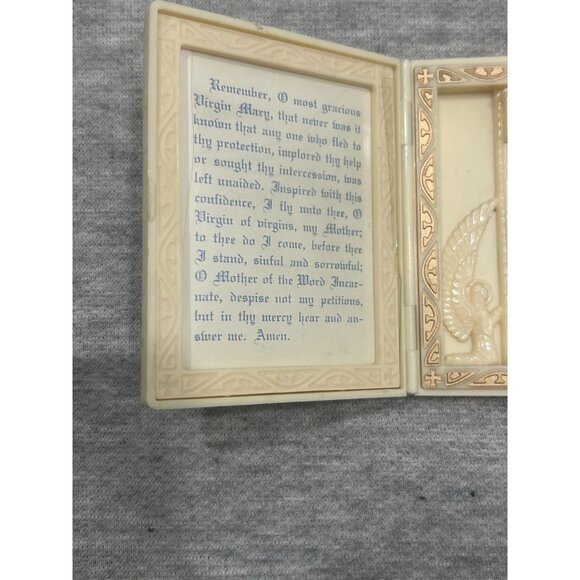 Remember, O most gracious
Virgin Mary, that never was it
known that any one who fled to
thy protection, implored thy help
or sought thy intercession, was
left unaided. Inspired with this
confidence, I fly unto thee, O
Virgin of virgins, my Mother;
to thee do I come, before thee
I stand, sinful and sorrowful;
O Mother of the Word Incar-
nate, despise not my petitions,
but in thy mercy hear and an-
swer me. Amen.